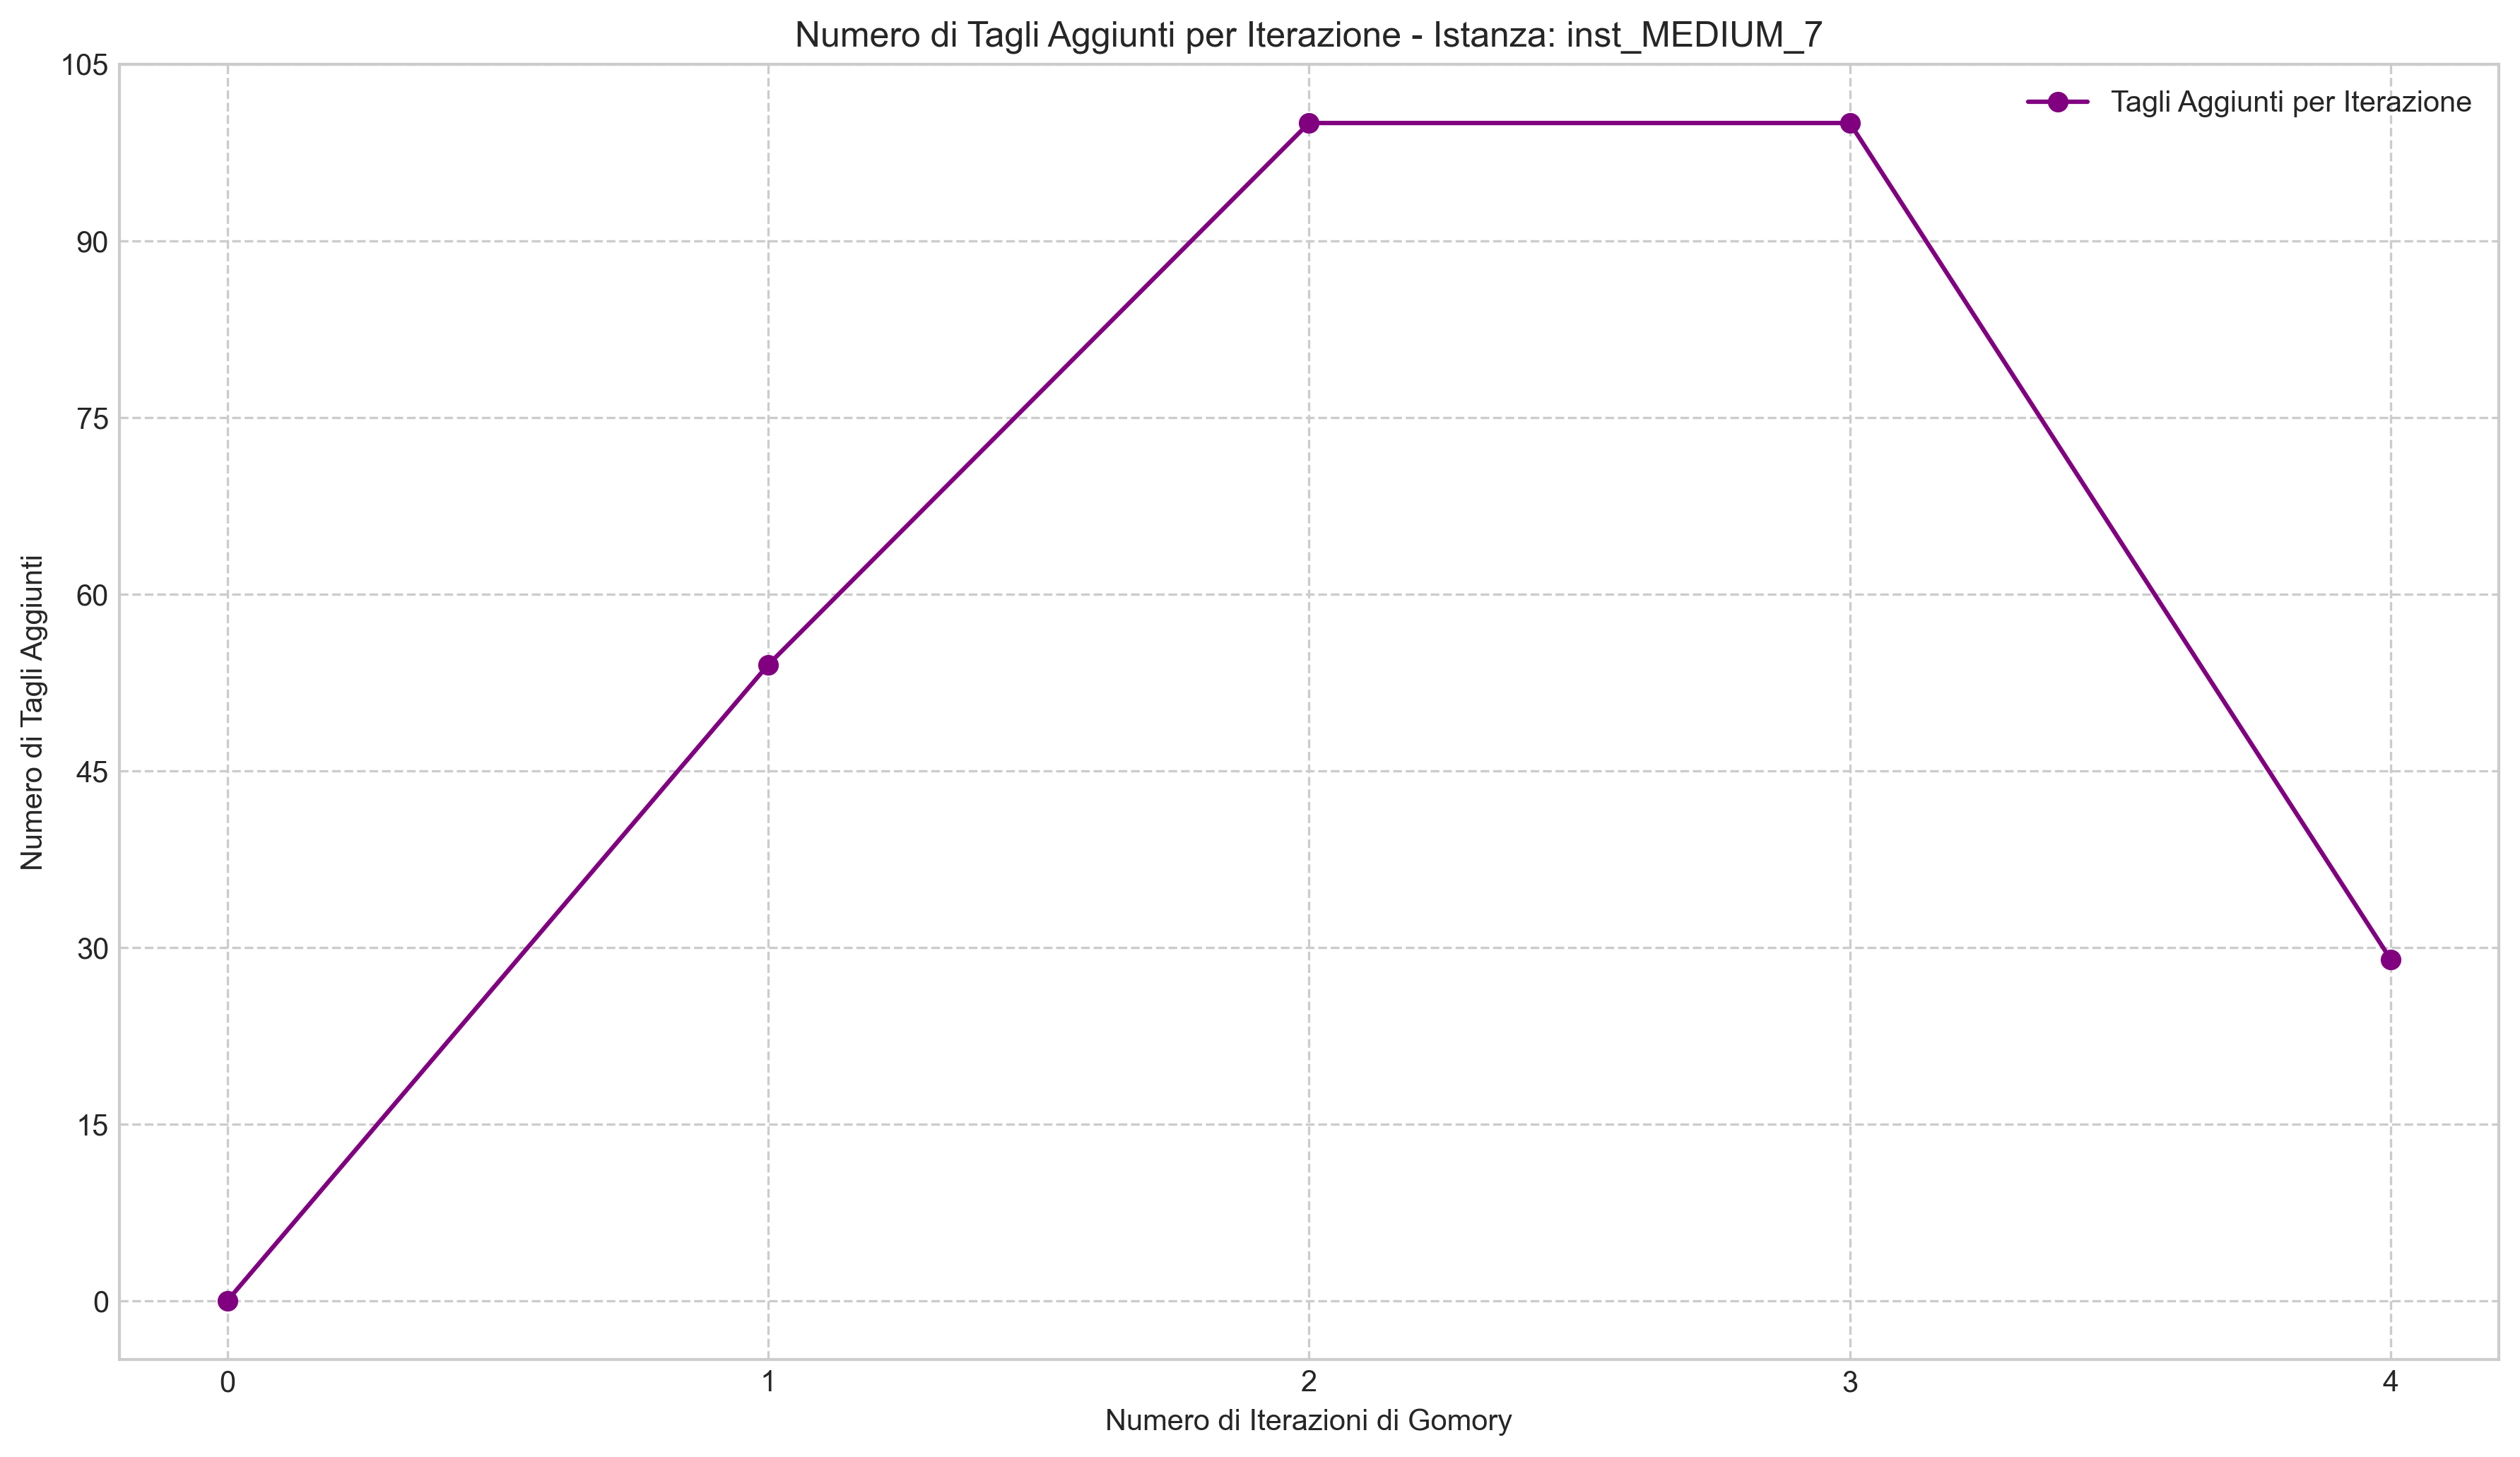 Numero di Tagli Aggiunti per Iterazione - Istanza: inst_MEDIUM_7
Tagli Aggiunti per Iterazione
Numero di Tagli Aggiunti
105
90
75
60
45
30
15
0
0 1 2 3 4
Numero di Iterazioni di Gomory